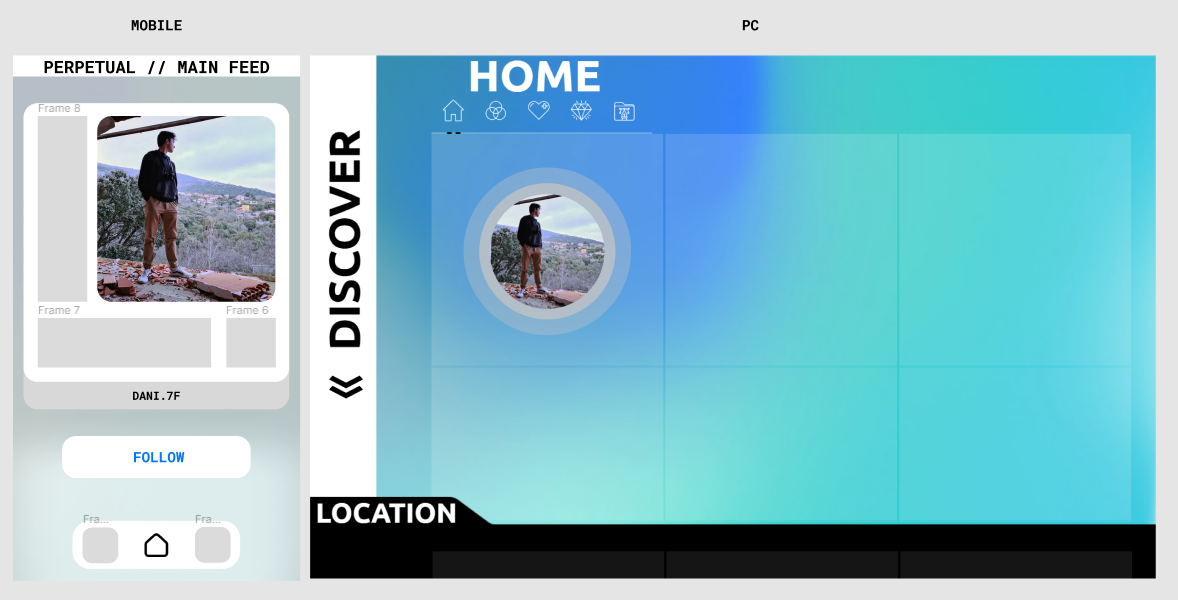 MOBILE
PC
PERPETUAL // MAIN FEED
Frame 8
Frame 7
Frame 6
DANI.7F
FOLLOW
Fra...
Fra...
HOME
DISCOVER
LOCATION